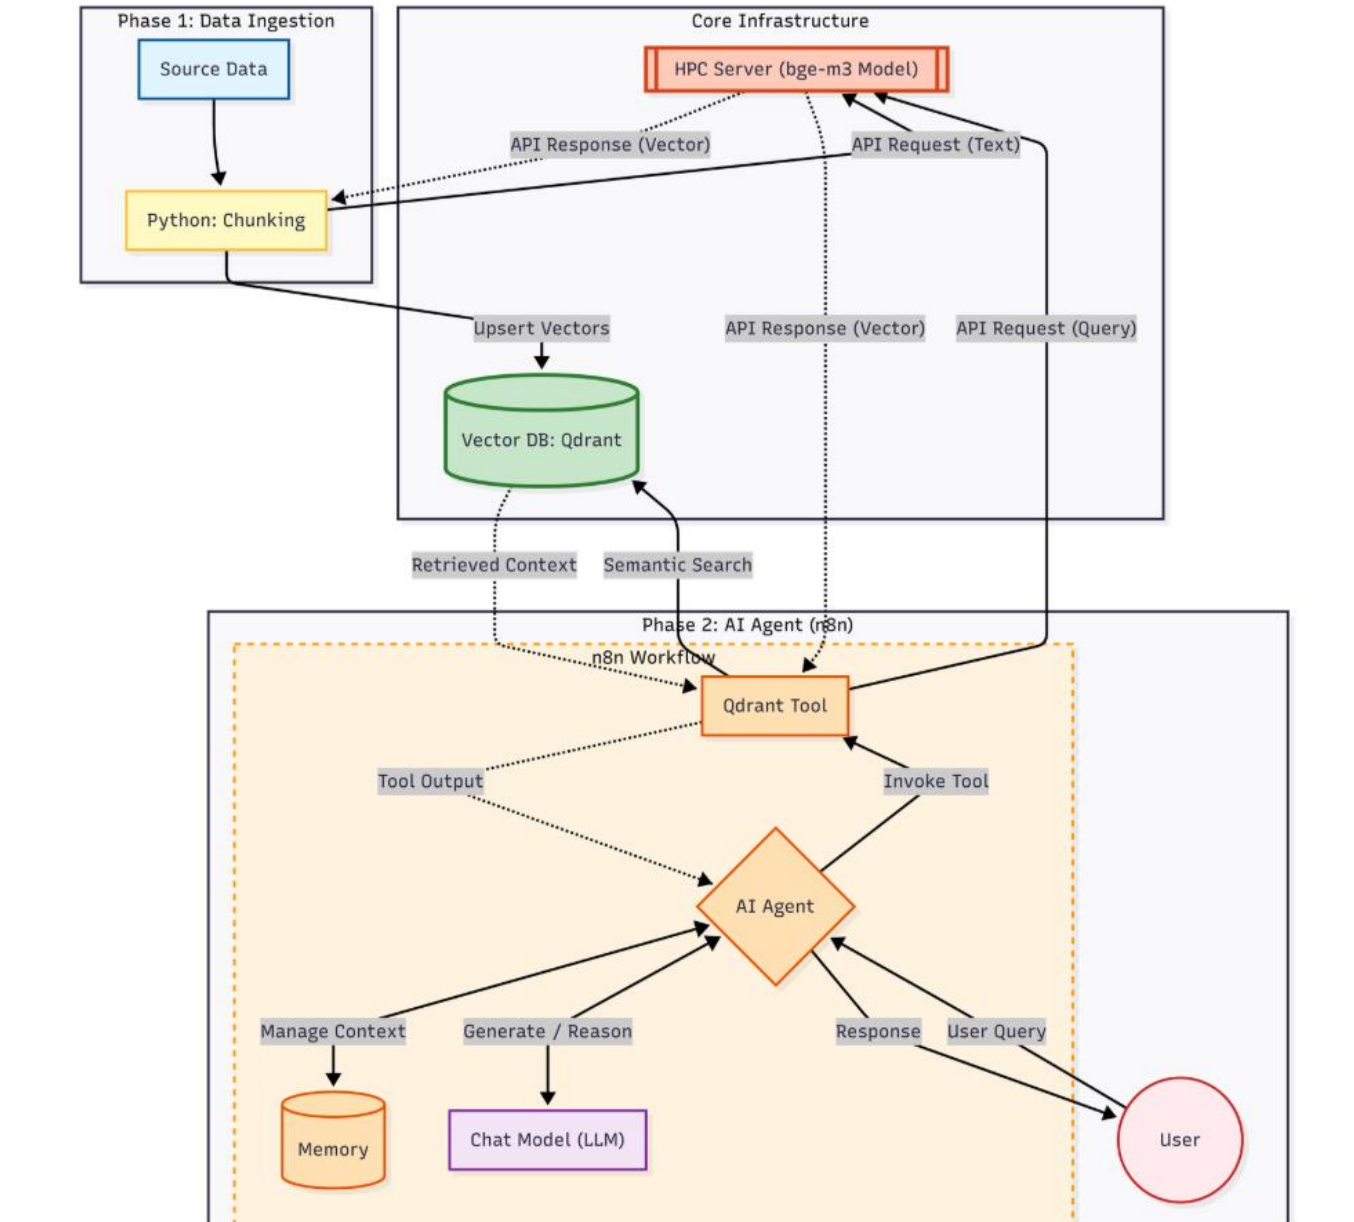 Phase 1: Data Ingestion
Core Infrastructure
Source Data
HPC Server (bge-m3 Model)
API Response (Vector)
API Request (Text)
Python: Chunking
Upsert Vectors
API Response (Vector)
API Request (Query)
Vector DB: Qdrant
Retrieved Context
Semantic Search
Phase 2: AI Agent (n8n)
n8n Workflow
Qdrant Tool
Tool Output
Invoke Tool
AI Agent
Manage Context
Generate / Reason
Response
User Query
Memory
Chat Model (LLM)
User